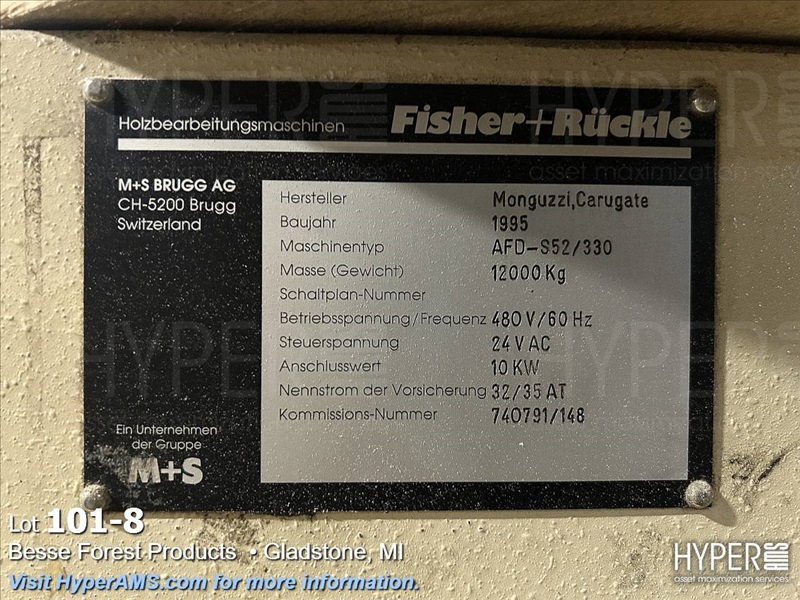 Holzbearbeitungsmaschinen Fisher+Rückle
M+S BRUGG AG
CH-5200 Brugg
Switzerland
Hersteller Monguzzi,Carugate
Baujahr 1995
Maschinentyp AFD-S52/330
Masse (Gewicht) 12000 Kg
Schaltplan-Nummer
Betriebsspannung/Frequenz 480 V/60 Hz
Steuerspannung 24 V AC
Anschlusswert 10 KW
Nennstrom der Vorsicherung 32/35 AT
Kommissions-Nummer 740791/148
Ein Unternehmen
der Gruppe
M+S
Lot 101-8
Besse Forest Products • Gladstone, MI
Visit HyperAMS.com for more information.
HYPER AMS
asset maximization services